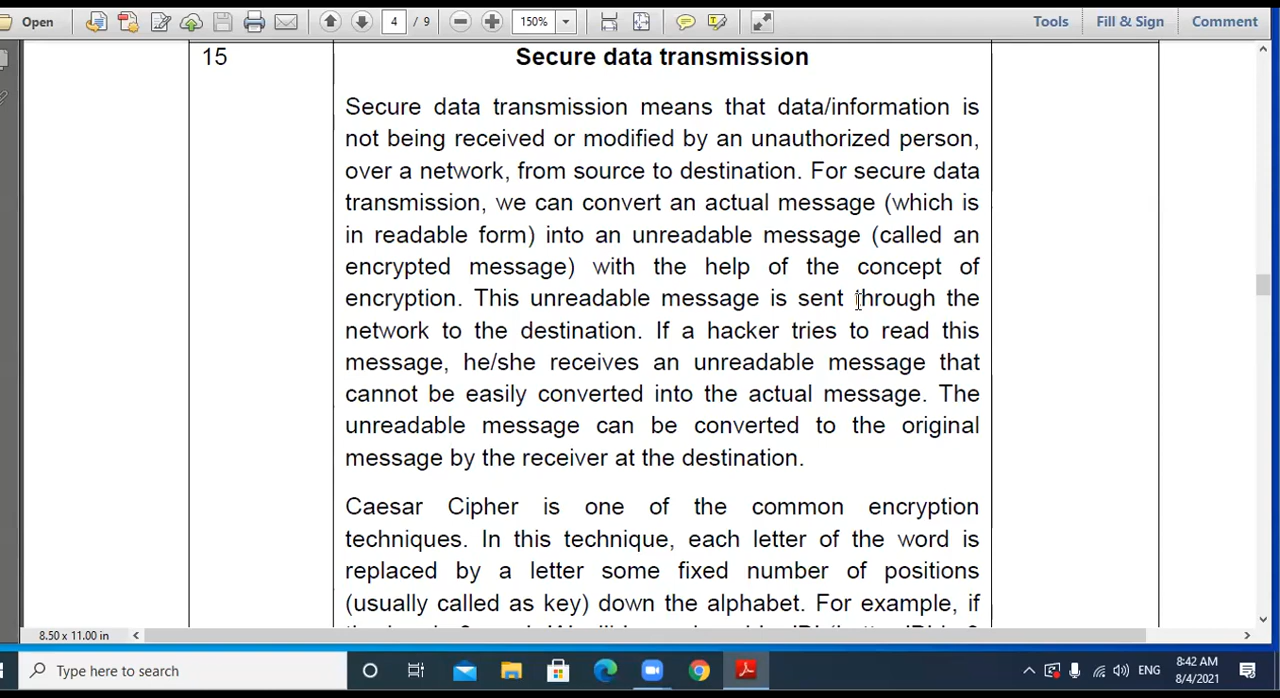 Open
4 / 9
150%
Tools
Fill & Sign
Comment
15
Secure data transmission
Secure data transmission means that data/information is
not being received or modified by an unauthorized person,
over a network, from source to destination. For secure data
transmission, we can convert an actual message (which is
in readable form) into an unreadable message (called an
encrypted message) with the help of the concept of
encryption. This unreadable message is sent through the
network to the destination. If a hacker tries to read this
message, he/she receives an unreadable message that
cannot be easily converted into the actual message. The
unreadable message can be converted to the original
message by the receiver at the destination.
Caesar Cipher is one of the common encryption
techniques. In this technique, each letter of the word is
replaced by a letter some fixed number of positions
(usually called as key) down the alphabet. For example, if
8.50 x 11.00 in
Type here to search
ENG
8:42 AM
8/4/2021